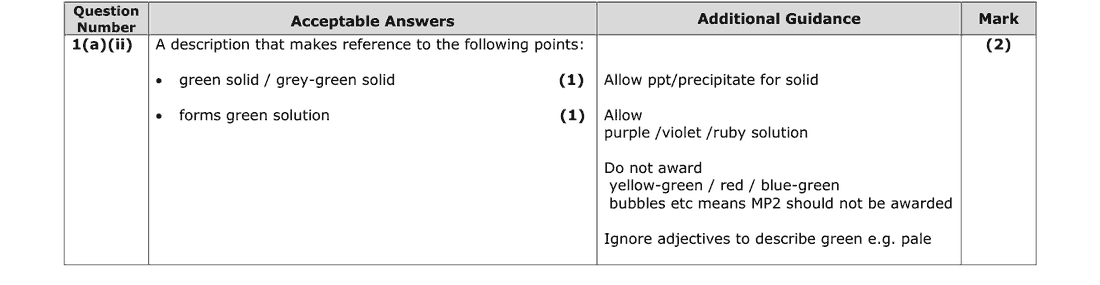 Question Number
Acceptable Answers
Additional Guidance
Mark
1(a)(ii)
A description that makes reference to the following points:
(2)
• green solid / grey-green solid (1)
Allow ppt/precipitate for solid
• forms green solution (1)
Allow
purple /violet /ruby solution
Do not award
yellow-green / red / blue-green
bubbles etc means MP2 should not be awarded
Ignore adjectives to describe green e.g. pale